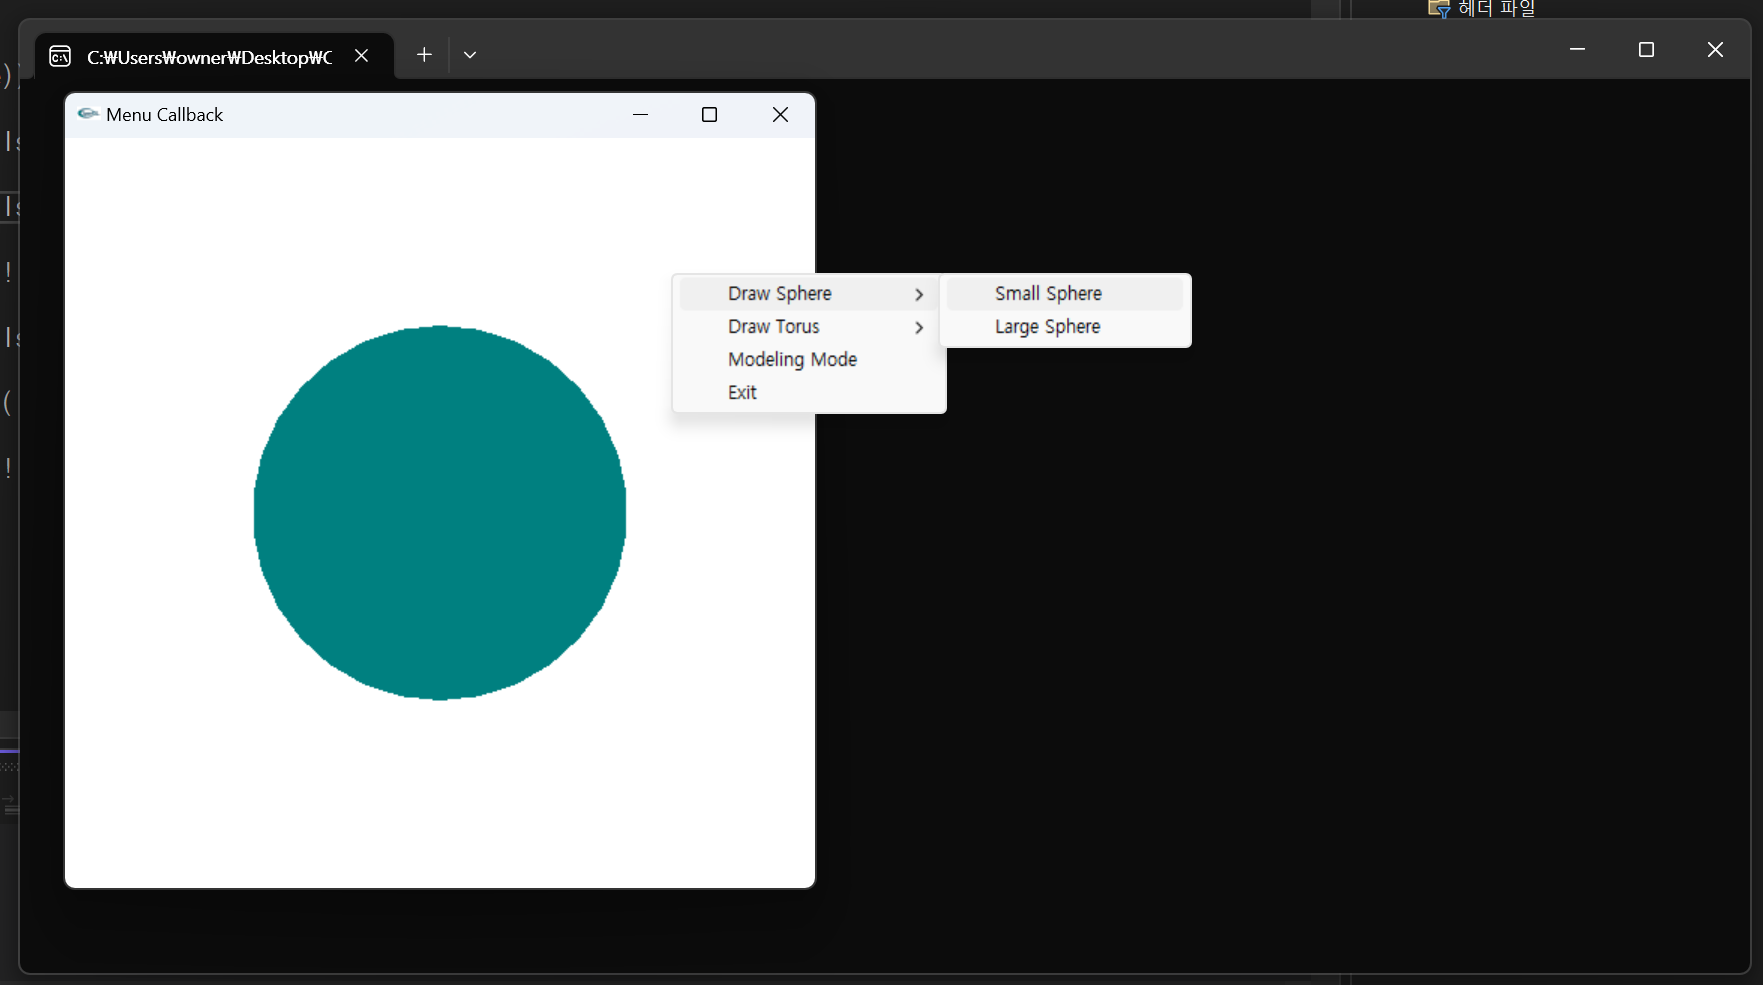 헤더 파일
C:₩Users₩owner₩Desktop₩C
Menu Callback
Draw Sphere
Small Sphere
Draw Torus
Large Sphere
Modeling Mode
Exit